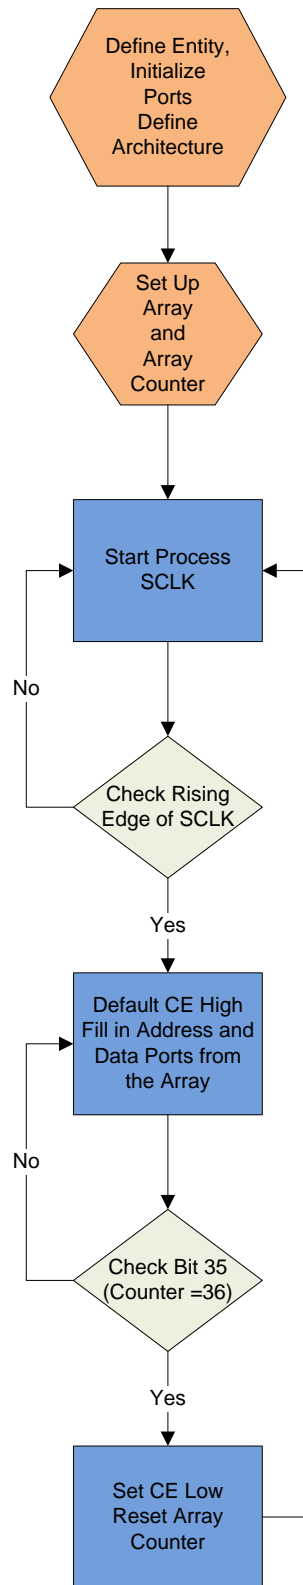 Define Entity,
Initialize
Ports
Define
Architecture
Set Up
Array
and
Array
Counter
Start Process
SCLK
No
Check Rising
Edge of SCLK
Yes
Default CE High
Fill in Address and
Data Ports from
the Array
No
Check Bit 35
(Counter =36)
Yes
Set CE Low
Reset Array
Counter